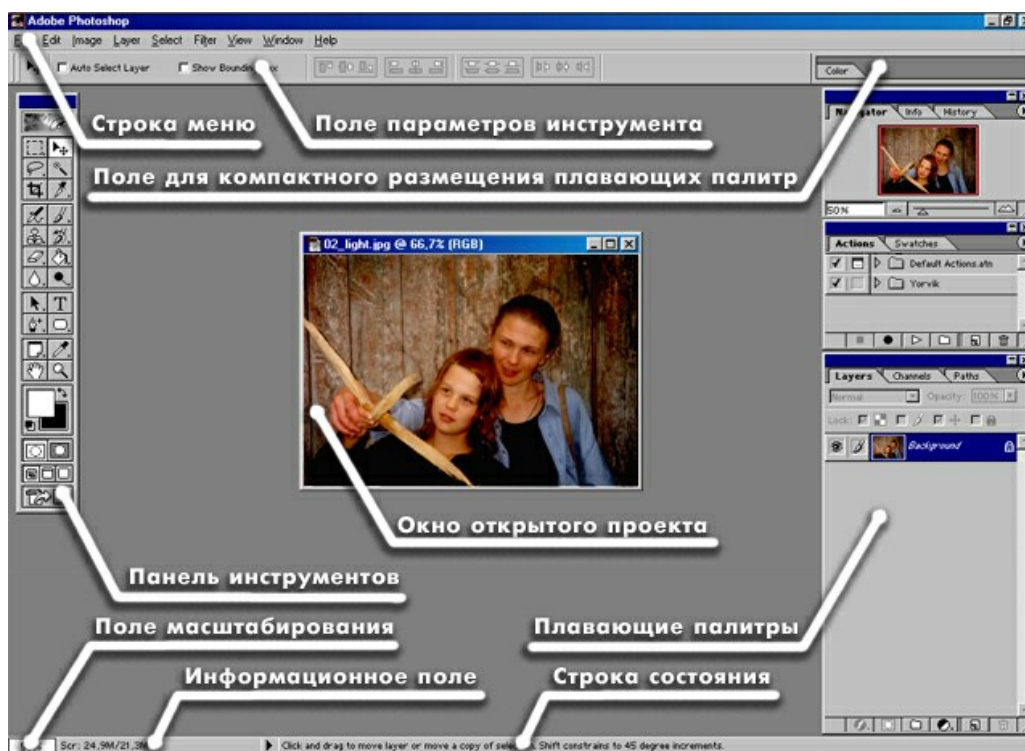 Adobe Photoshop
Edit Image Layer Select Filter View Window Help
Auto Select Layer Show Bounding
Color
Строка меню
Поле параметров инструмента
Navigator Info History
Поле для компактного размещения плавающих палитр
50%
02_light.jpg @ 66,7% (RGB)
Actions Swatches
Default Actions.atn
Yorvik
Layers Channels Paths
Normal Opacity: 100%
Lock:
Background
Окно открытого проекта
Панель инструментов
Поле масштабирования
Плавающие палитры
Информационное поле
Строка состояния
Scr: 24,9M/21,3M
Click and drag to move layer or move a copy of Shift constrains to 45 degree increments.